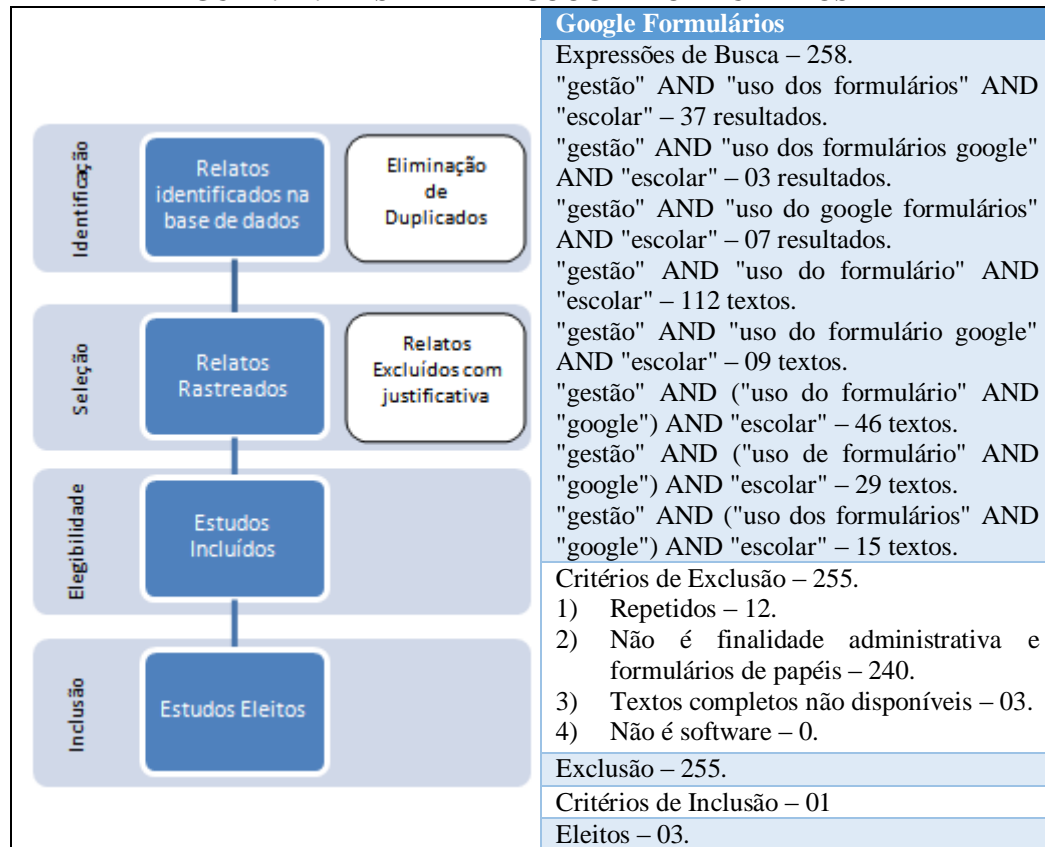 Identificação
Relatos
identificados na
base de dados
Eliminação
de
Duplicados
Seleção
Relatos
Rastreados
Relatos
Excluídos com
justificativa
Elegibilidade
Estudos
Incluídos
Inclusão
Estudos Eleitos
Google Formulários
Expressões de Busca – 258.
"gestão" AND "uso dos formulários" AND
"escolar" – 37 resultados.
"gestão" AND "uso dos formulários google"
AND "escolar" – 03 resultados.
"gestão" AND "uso do google formulários"
AND "escolar" – 07 resultados.
"gestão" AND "uso do formulário" AND
"escolar" – 112 textos.
"gestão" AND "uso do formulário google"
AND "escolar" – 09 textos.
"gestão" AND ("uso do formulário" AND
"google") AND "escolar" – 46 textos.
"gestão" AND ("uso de formulário" AND
"google") AND "escolar" – 29 textos.
"gestão" AND ("uso dos formulários" AND
"google") AND "escolar" – 15 textos.
Critérios de Exclusão – 255.
1) Repetidos – 12.
2) Não é finalidade administrativa e
formulários de papéis – 240.
3) Textos completos não disponíveis – 03.
4) Não é software – 0.
Exclusão – 255.
Critérios de Inclusão – 01
Eleitos – 03.